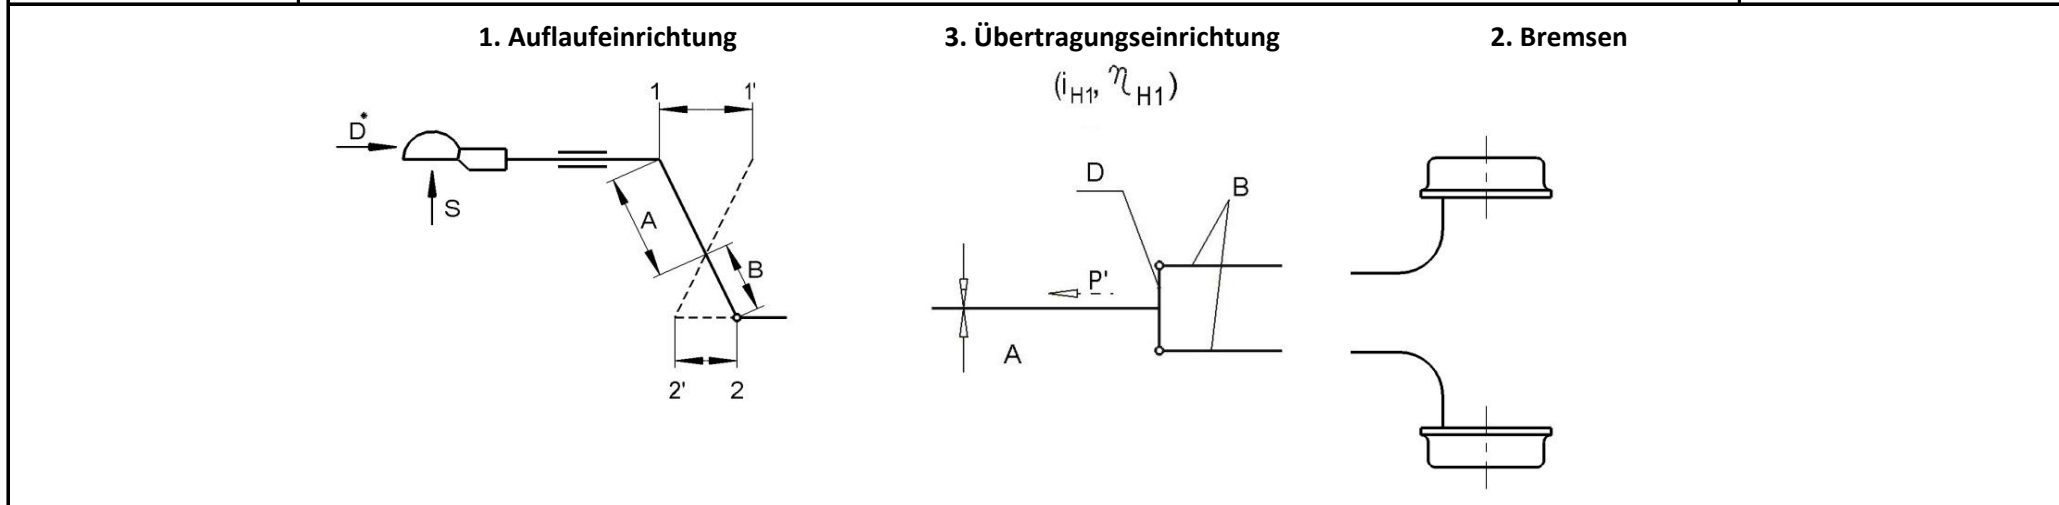 1. Auflaufeinrichtung 3. Übertragungseinrichtung 2. Bremsen
(iH1, ηH1)
1 1'
D*
S
A
B
2' 2
D
B
P'
A